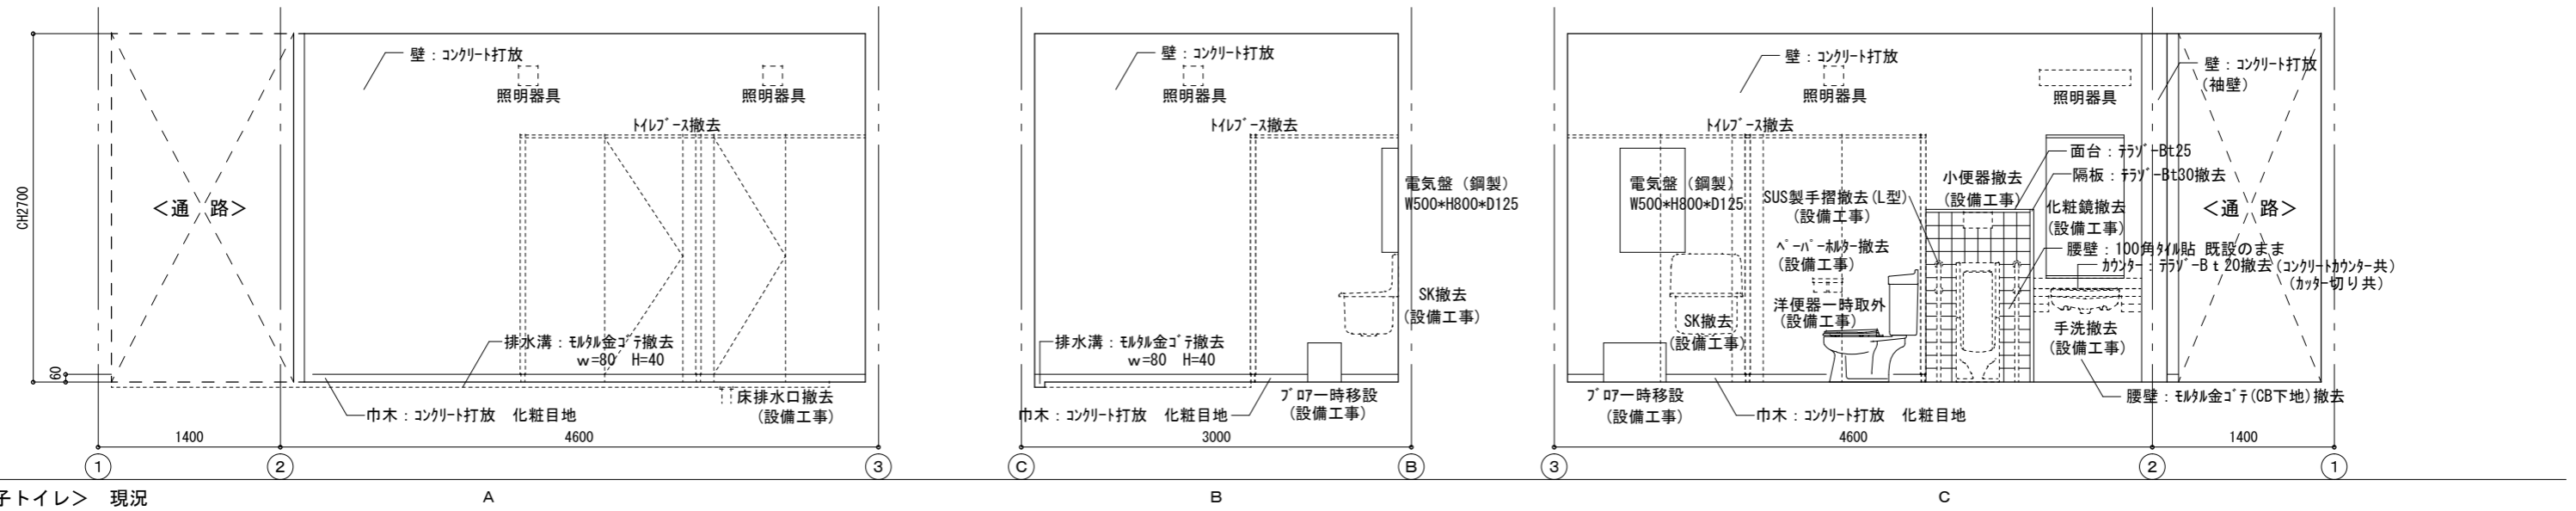 壁：ｺﾝｸﾘｰﾄ打放
照明器具
照明器具
ﾄｲﾚﾌﾞｰｽ撤去
CH2700
＜通　路＞
60
排水溝：ﾓﾙﾀﾙ金ｺﾞﾃ撤去
w=80　H=40
巾木：ｺﾝｸﾘｰﾄ打放　化粧目地
床排水口撤去
(設備工事)
1400
4600
1
2
3
壁：ｺﾝｸﾘｰﾄ打放
照明器具
ﾄｲﾚﾌﾞｰｽ撤去
電気盤（鋼製）
W500*H800*D125
SK撤去
(設備工事)
排水溝：ﾓﾙﾀﾙ金ｺﾞﾃ撤去
w=80　H=40
巾木：ｺﾝｸﾘｰﾄ打放　化粧目地
ﾌﾞﾛｱ一時移設
(設備工事)
3000
C
B
壁：ｺﾝｸﾘｰﾄ打放
照明器具
照明器具
壁：ｺﾝｸﾘｰﾄ打放
(袖壁)
ﾄｲﾚﾌﾞｰｽ撤去
面台：ﾃﾗｿﾞｰBt25
隔板：ﾃﾗｿﾞｰBt30撤去
電気盤（鋼製）
W500*H800*D125
SUS製手摺撤去(L型)
(設備工事)
小便器撤去
(設備工事)
化粧鏡撤去
(設備工事)
＜通　路＞
ﾍﾟｰﾊﾟｰﾎﾙﾀﾞｰ撤去
(設備工事)
腰壁：100角ﾀｲﾙ貼 既設のまま
ｶｳﾝﾀｰ：ﾃﾗｿﾞｰBｔ20撤去(ｺﾝｸﾘｰﾄｶｳﾝﾀｰ共)
(ｶｯﾀｰ切り共)
洋便器一時取外
(設備工事)
SK撤去
(設備工事)
手洗撤去
(設備工事)
ﾌﾞﾛｱ一時移設
(設備工事)
巾木：ｺﾝｸﾘｰﾄ打放　化粧目地
腰壁：ﾓﾙﾀﾙ金ｺﾞﾃ(CB下地)撤去
4600
1400
3
2
1
子トイレ＞　現況
A
B
C